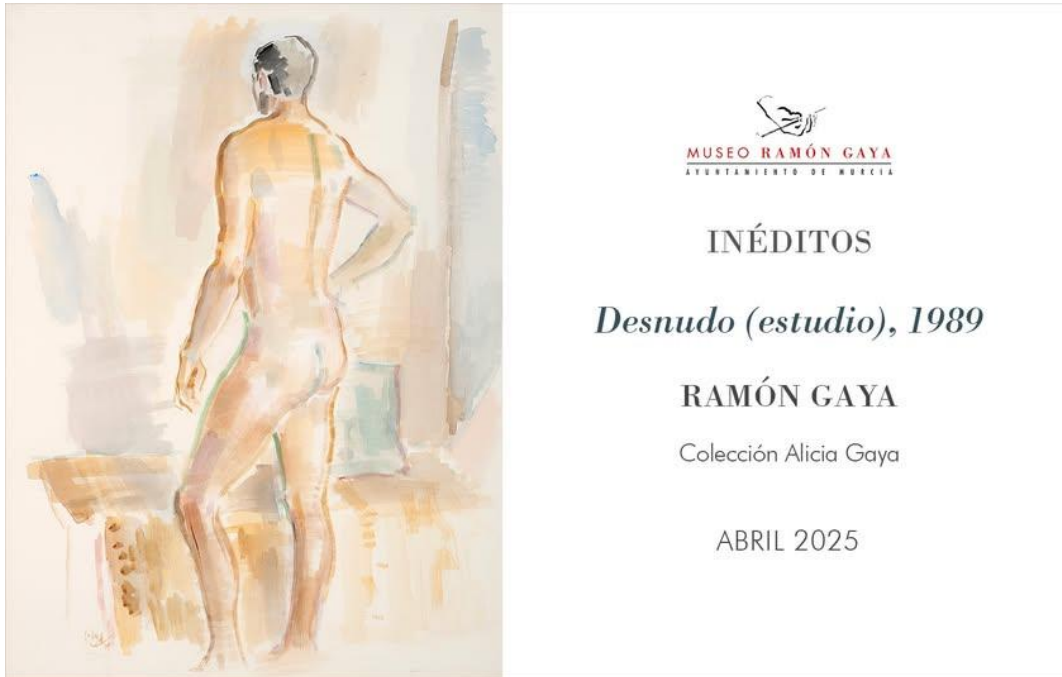 MUSEO RAMÓN GAYA
AYUNTAMIENTO DE MURCIA
INÉDITOS
Desnudo (estudio), 1989
RAMÓN GAYA
Colección Alicia Gaya
ABRIL 2025